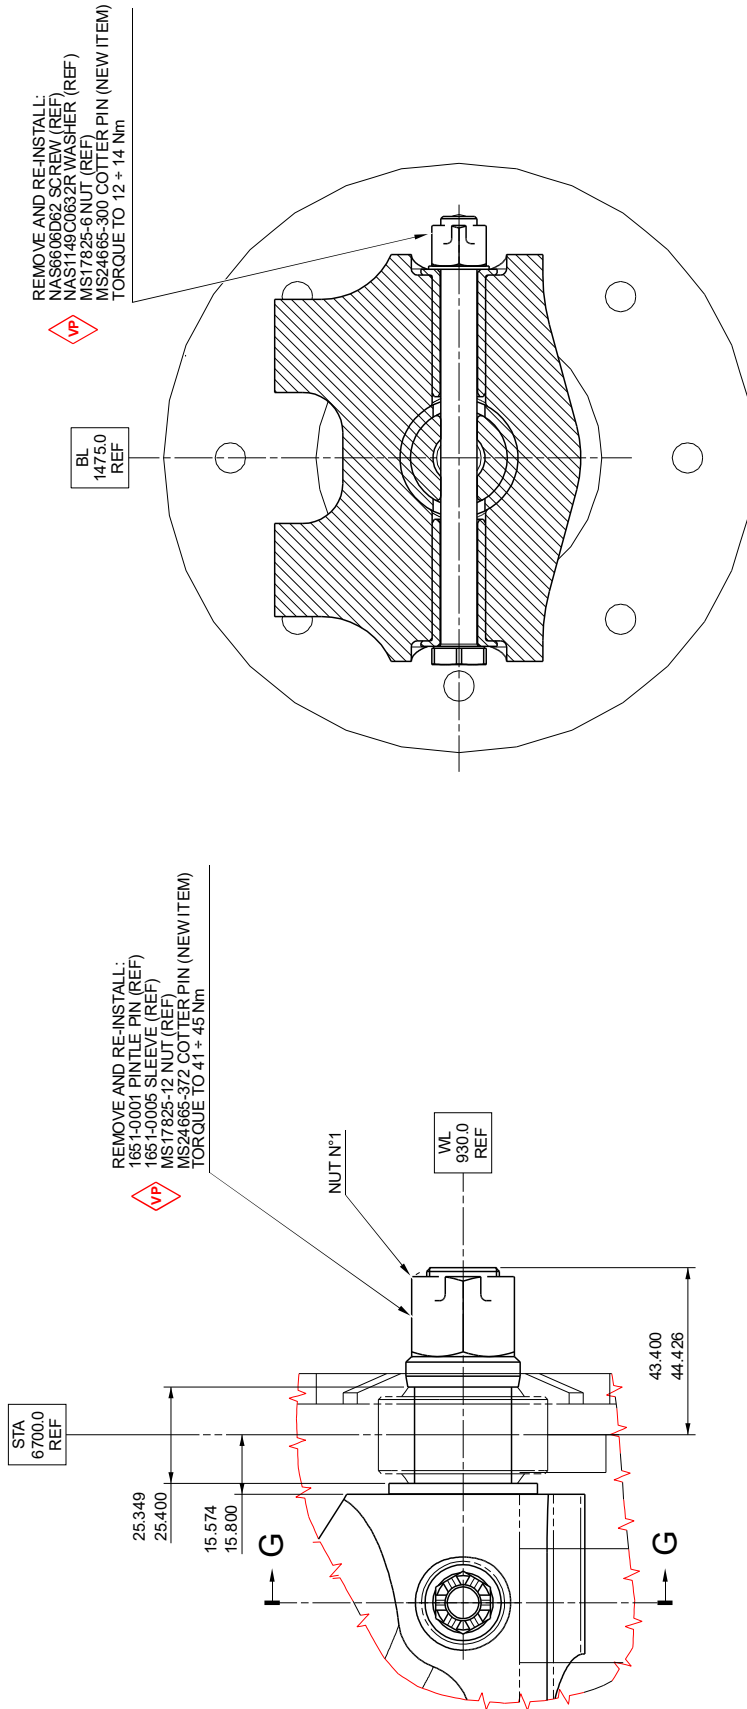 REMOVE AND RE-INSTALL:
NAS6606D62 SCREW (REF)
NAS1149C0632R WASHER (REF)
MS17825-6 NUT (REF)
MS24665-300 COTTER PIN (NEW ITEM)
TORQUE TO 12 ÷ 14 Nm
VP
BL
1475.0
REF
REMOVE AND RE-INSTALL:
1651-0001 PINTLE PIN (REF)
1651-0005 SLEEVE (REF)
MS17825-12 NUT (REF)
MS24665-372 COTTER PIN (NEW ITEM)
TORQUE TO 41 ÷ 45 Nm
VP
NUT N°1
WL
930.0
REF
STA
6700.0
REF
25.349
25.400
15.574
15.800
43.400
44.426
G
G